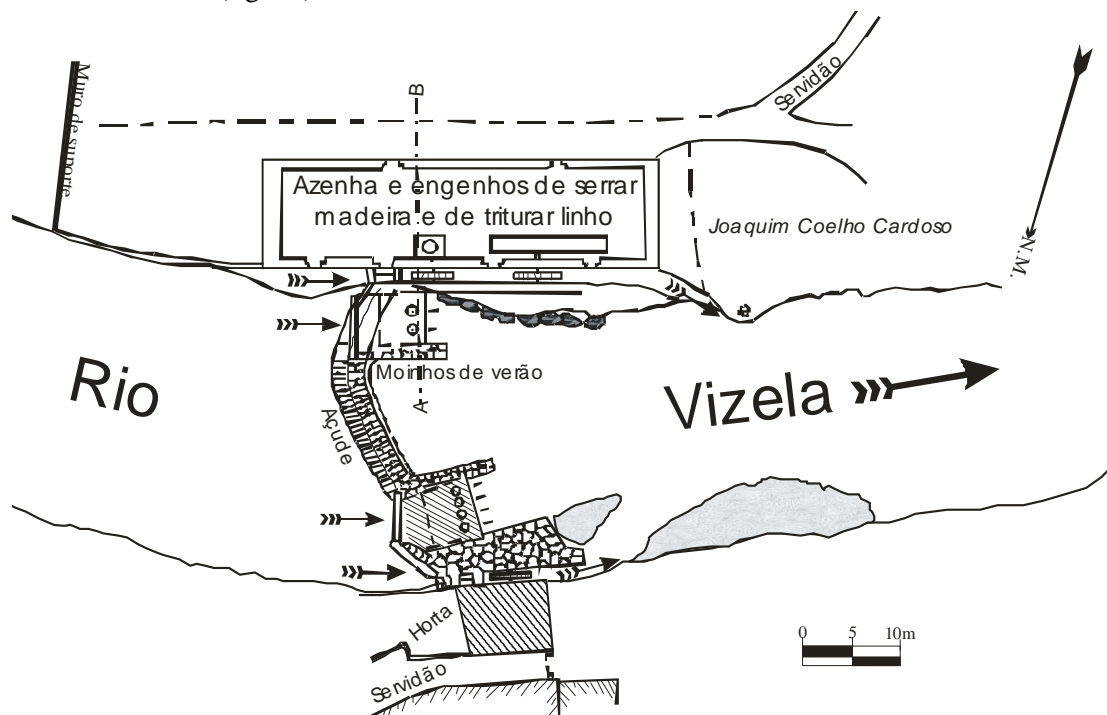 Servidão
Muro de suporte
B
Azenha e engenhos de serrar
madeira e de triturar linho
Joaquim Coelho Cardoso
N.M.
Moinhos de verão
Rio
Vizela
A
Açude
Horta
0 5 10m
Servidão